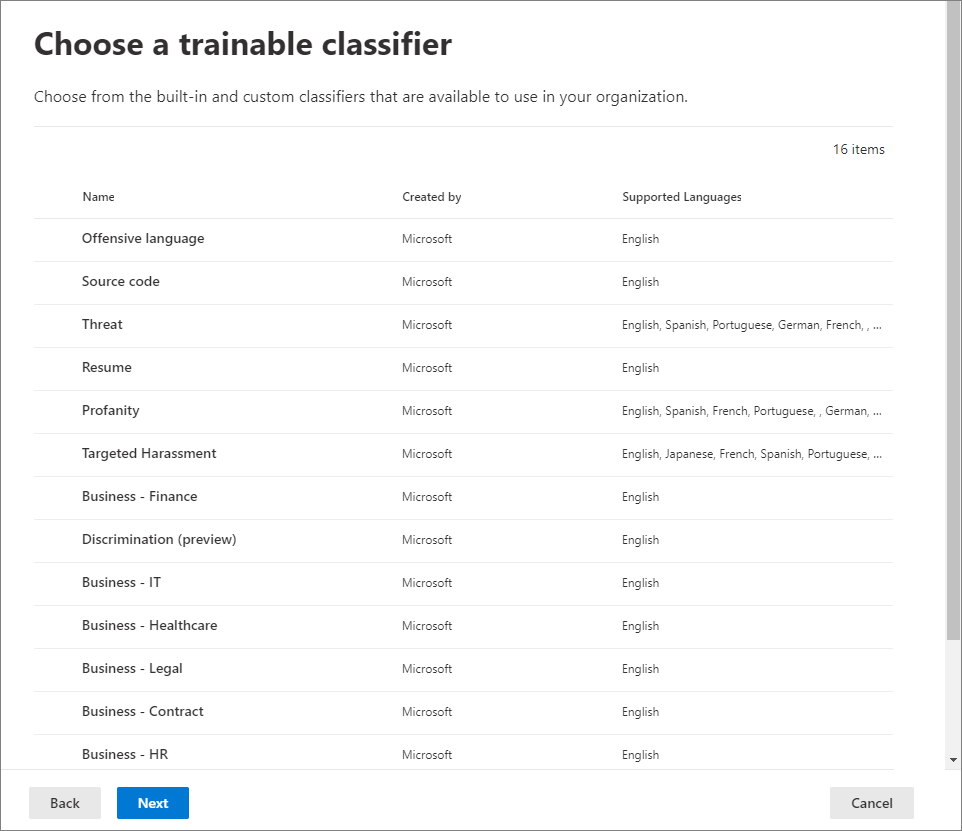 Choose a trainable classifier
Choose from the built-in and custom classifiers that are available to use in your organization.
16 items
Name Created by Supported Languages
Offensive language Microsoft English
Source code Microsoft English
Threat Microsoft English, Spanish, Portuguese, German, French, , ...
Resume Microsoft English
Profanity Microsoft English, Spanish, French, Portuguese, , German, ...
Targeted Harassment Microsoft English, Japanese, French, Spanish, Portuguese, ...
Business - Finance Microsoft English
Discrimination (preview) Microsoft English
Business - IT Microsoft English
Business - Healthcare Microsoft English
Business - Legal Microsoft English
Business - Contract Microsoft English
Business - HR Microsoft English
Back Next Cancel